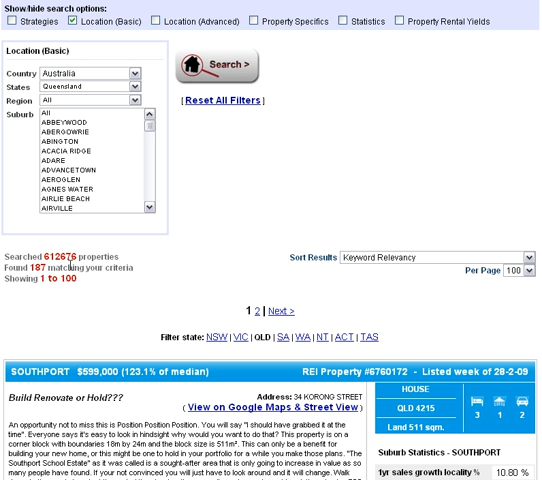 Show/hide search options:
Strategies Location (Basic) Location (Advanced) Property Specifics Statistics Property Rental Yields
Location (Basic)
Country Australia
States Queensland
Region All
Suburb All
ABBEYWOOD
ABERGOWRIE
ABINGTON
ACACIA RIDGE
ADARE
ADVANCETOWN
AEROGLEN
AGNES WATER
AIRLIE BEACH
AIRVILLE
Search >
[ Reset All Filters ]
Searched 612676 properties
Found 187 matching your criteria
Showing 1 to 100
Sort Results Keyword Relevancy
Per Page 100
1 2 | Next >
Filter state: NSW | VIC | QLD | SA | WA | NT | ACT | TAS
SOUTHPORT $599,000 (123.1% of median) REI Property #6760172 - Listed week of 28-2-09
Build Renovate or Hold???
Address: 34 KORONG STREET
( View on Google Maps & Street View )
An opportunity not to miss this is Position Position Position. You will say "I should have grabbed it at the
time". Everyone says it's easy to look in hindsight why would you want to do that? This property is on a
corner block with boundaries 18m by 24m and the block size is 511m². This can only be a benefit for
building your new home, or this might be one to hold in your portfolio for a while you make those plans. "The
Southport School Estate" as it was called is a sought-after area that is only going to increase in value as so
many people have found. If your not convinced you will just have to look around and it will change. Walk
HOUSE
QLD 4215
Land 511 sqm.
3 1 2
Suburb Statistics - SOUTHPORT
1yr sales growth locality % 10.80 %